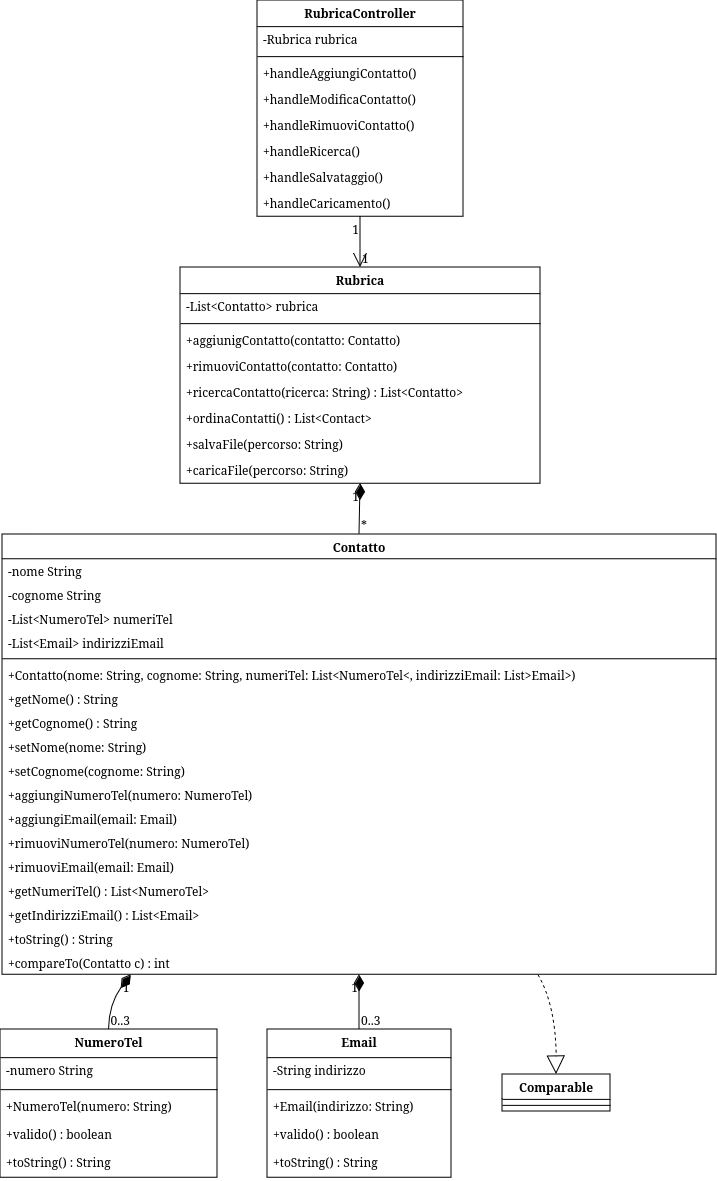 RubricaController
-Rubrica rubrica
+handleAggiungiContatto()
+handleModificaContatto()
+handleRimuoviContatto()
+handleRicerca()
+handleSalvataggio()
+handleCaricamento()
1
1
Rubrica
-List<Contatto> rubrica
+aggiunigContatto(contatto: Contatto)
+rimuoviContatto(contatto: Contatto)
+ricercaContatto(ricerca: String) : List<Contatto>
+ordinaContatti() : List<Contact>
+salvaFile(percorso: String)
+caricaFile(percorso: String)
1
*
Contatto
-nome String
-cognome String
-List<NumeroTel> numeriTel
-List<Email> indirizziEmail
+Contatto(nome: String, cognome: String, numeriTel: List<NumeroTel<, indirizziEmail: List>Email>)
+getNome() : String
+getCognome() : String
+setNome(nome: String)
+setCognome(cognome: String)
+aggiungiNumeroTel(numero: NumeroTel)
+aggiungiEmail(email: Email)
+rimuoviNumeroTel(numero: NumeroTel)
+rimuoviEmail(email: Email)
+getNumeriTel() : List<NumeroTel>
+getIndirizziEmail() : List<Email>
+toString() : String
+compareTo(Contatto c) : int
1
0..3
1
0..3
NumeroTel
-numero String
+NumeroTel(numero: String)
+valido() : boolean
+toString() : String
Email
-String indirizzo
+Email(indirizzo: String)
+valido() : boolean
+toString() : String
Comparable